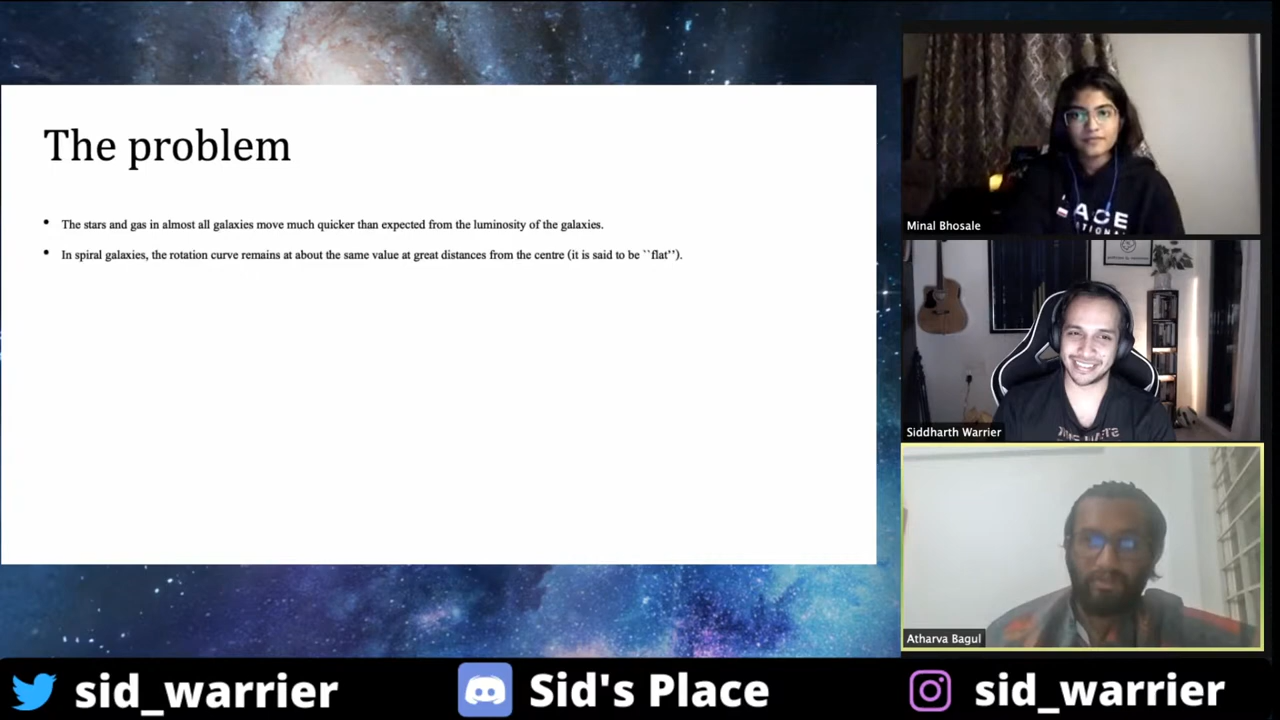 The problem
• The stars and gas in almost all galaxies move much quicker than expected from the luminosity of the galaxies.
• In spiral galaxies, the rotation curve remains at about the same value at great distances from the centre (it is said to be ``flat'').
Minal Bhosale
Siddharth Warrier
Atharva Bagul
sid_warrier
Sid's Place
sid_warrier